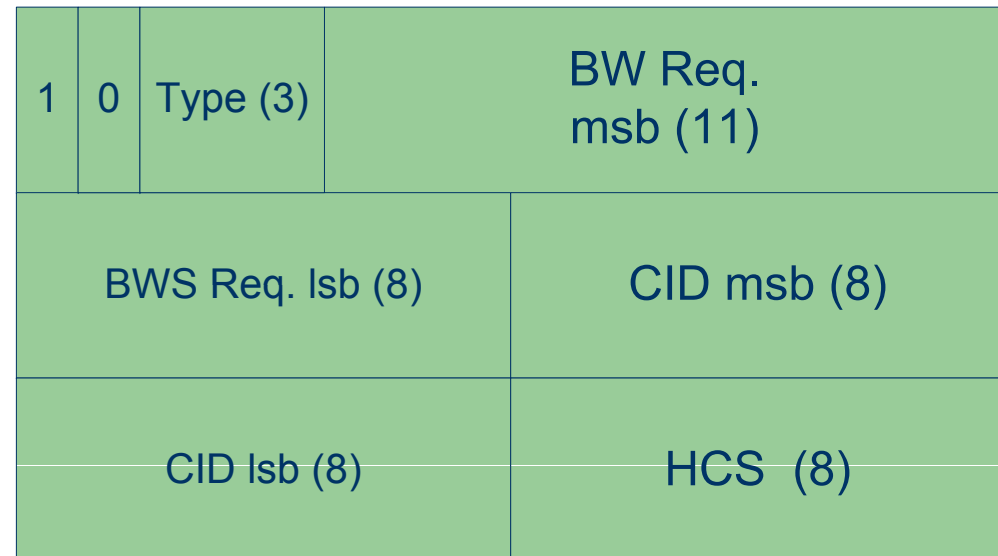 1 0 Type (3) BW Req.
msb (11)
BWS Req. lsb (8) CID msb (8)
CID lsb (8) HCS (8)